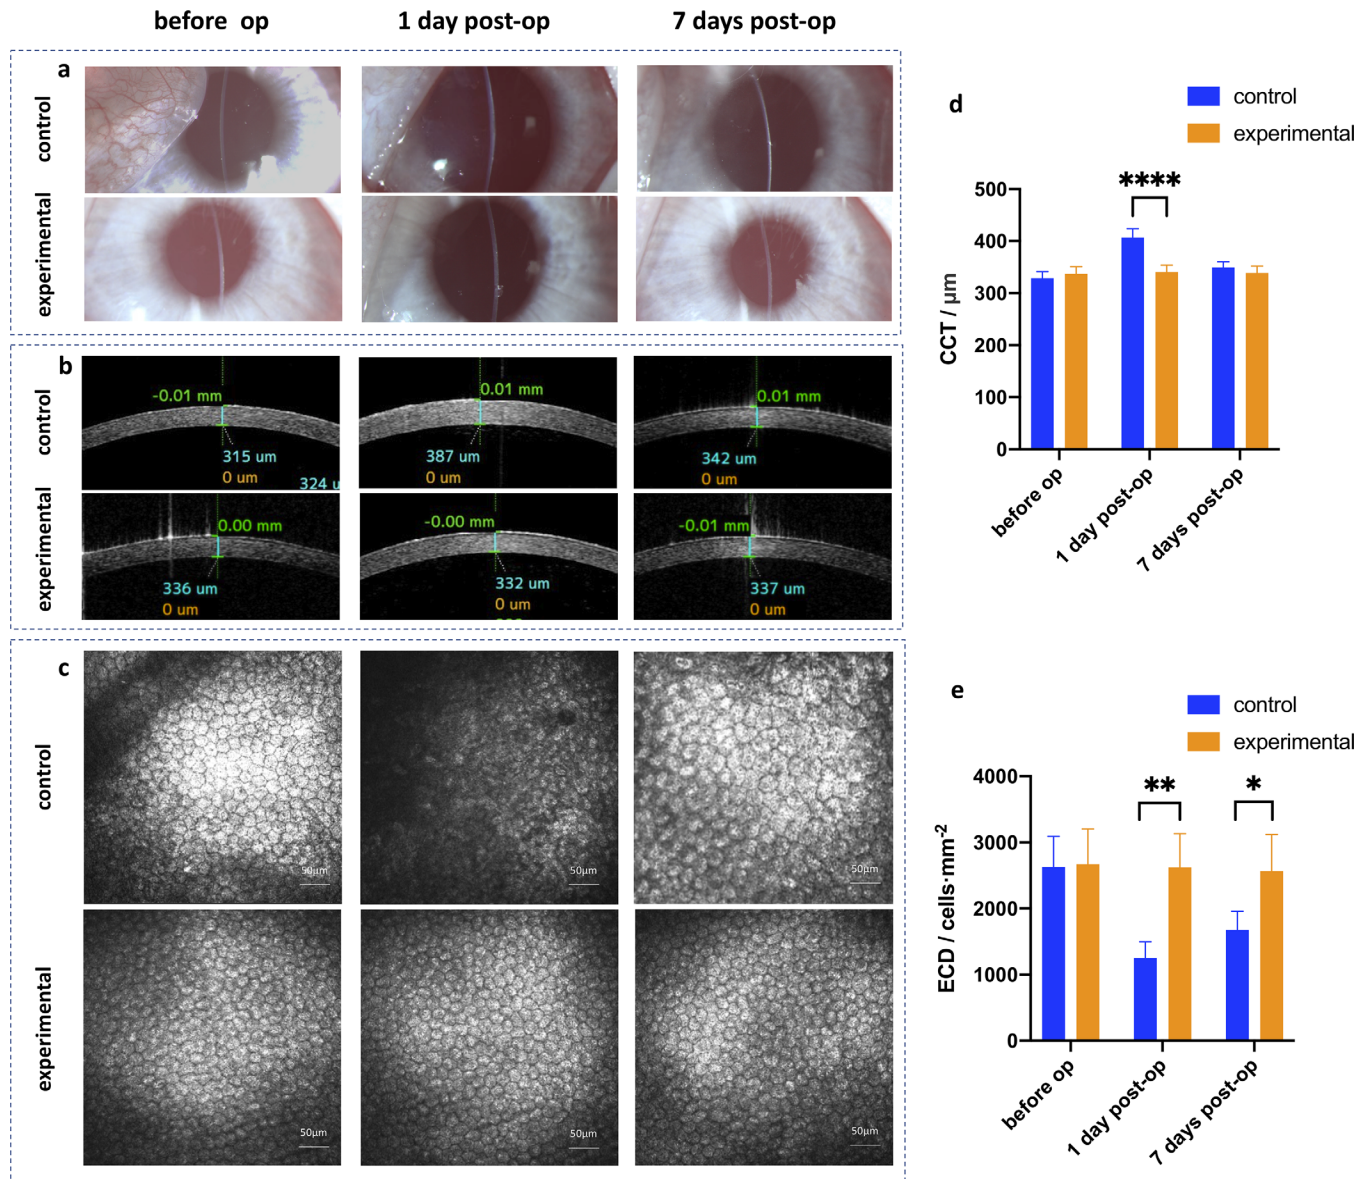 before op
1 day post-op
7 days post-op
a
control
experimental
b
control
experimental
-0.01 mm
315 um
0 um
324 u
0.01 mm
387 um
0 um
0.01 mm
342 um
0 um
0.00 mm
336 um
0 um
-0.00 mm
332 um
0 um
-0.01 mm
337 um
0 um
c
control
experimental
50μm
50μm
50μm
50μm
50μm
50μm
d
control
experimental
****
CCT / μm
500
400
300
200
100
0
before op
1 day post-op
7 days post-op
e
control
experimental
**
*
ECD / cells·mm⁻²
4000
3000
2000
1000
0
before op
1 day post-op
7 days post-op